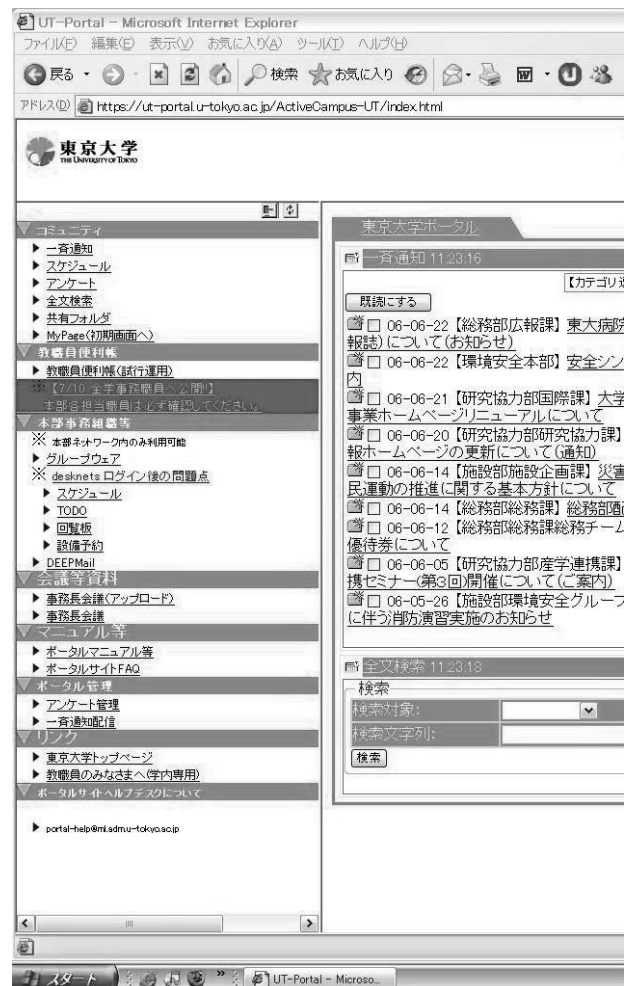 UT-Portal - Microsoft Internet Explorer
ファイル(F) 編集(E) 表示(V) お気に入り(A) ツール(T) ヘルプ(H)
戻る 検索 お気に入り
アドレス(D) https://ut-portal.u-tokyo.ac.jp/ActiveCampus-UT/index.html
東京大学
THE UNIVERSITY OF TOKYO
コミュニティ
一斉通知
スケジュール
アンケート
全文検索
共有フォルダ
MyPage(初期画面へ)
教職員便利帳
教職員便利帳(試行運用)
※【7/10 全学事務職員へ公開!!】
本部各担当職員は必ず確認してください。
本部事務組織等
※ 本部ネットワーク内のみ利用可能
グループウェア
※ desknets ログイン後の問題点
スケジュール
TODO
回覧板
設備予約
DEEPMail
会議等資料
事務長会議(アップロード)
事務長会議
マニュアル等
ポータルマニュアル等
ポータルサイトFAQ
ポータル管理
アンケート管理
一斉通知配信
リンク
東京大学トップページ
教職員のみなさまへ(学内専用)
ポータルサイトヘルプデスクについて
portal-help@ml.adm.u-tokyo.ac.jp
東京大学ポータル
一斉通知 11:23:16
【カテゴリ
既読にする
06-06-22 【総務部広報課】東大病院
報誌)について(お知らせ)
06-06-22 【環境安全本部】安全シン
内
06-06-21 【研究協力部国際課】大学
事業ホームページリニューアルについて
06-06-20 【研究協力部研究協力課】
報ホームページの更新について(通知)
06-06-14 【施設部施設企画課】災害
民運動の推進に関する基本方針について
06-06-14 【総務部総務課】総務部
06-06-12 【総務部総務課総務チーム
優待券について
06-06-05 【研究協力部産学連携課】
携セミナー(第3回)開催について(ご案内)
06-05-26 【施設部環境安全グループ
に伴う消防演習実施のお知らせ
全文検索 11:23:18
検索
検索対象:
検索文字列:
検索
スタート UT-Portal - Microso...